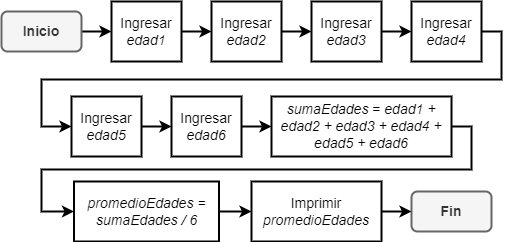 Inicio
Ingresar
edad1
Ingresar
edad2
Ingresar
edad3
Ingresar
edad4
Ingresar
edad5
Ingresar
edad6
sumaEdades = edad1 +
edad2 + edad3 + edad4 +
edad5 + edad6
promedioEdades =
sumaEdades / 6
Imprimir
promedioEdades
Fin